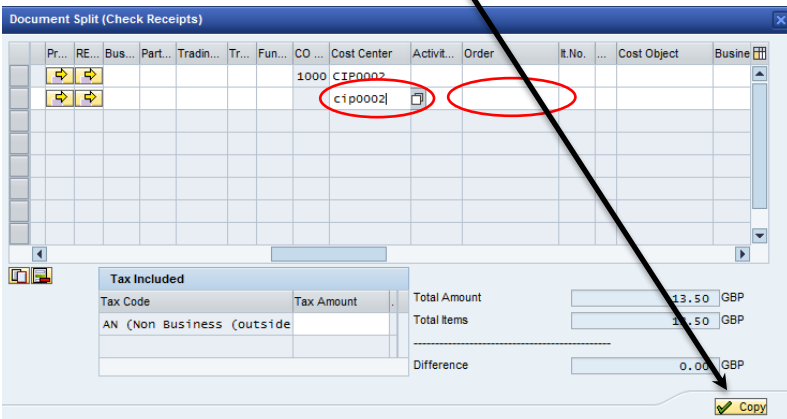 Document Split (Check Receipts)
Pr... RE... Bus... Part... Tradin... Tr... Fun... CO ... Cost Center Activit... Order It.No. ... Cost Object Busine
1000 CIP0002
cip0002
Tax Included
Tax Code Tax Amount .
AN (Non Business (outside
Total Amount 13.50 GBP
Total Items 13.50 GBP
Difference 0.00 GBP
Copy